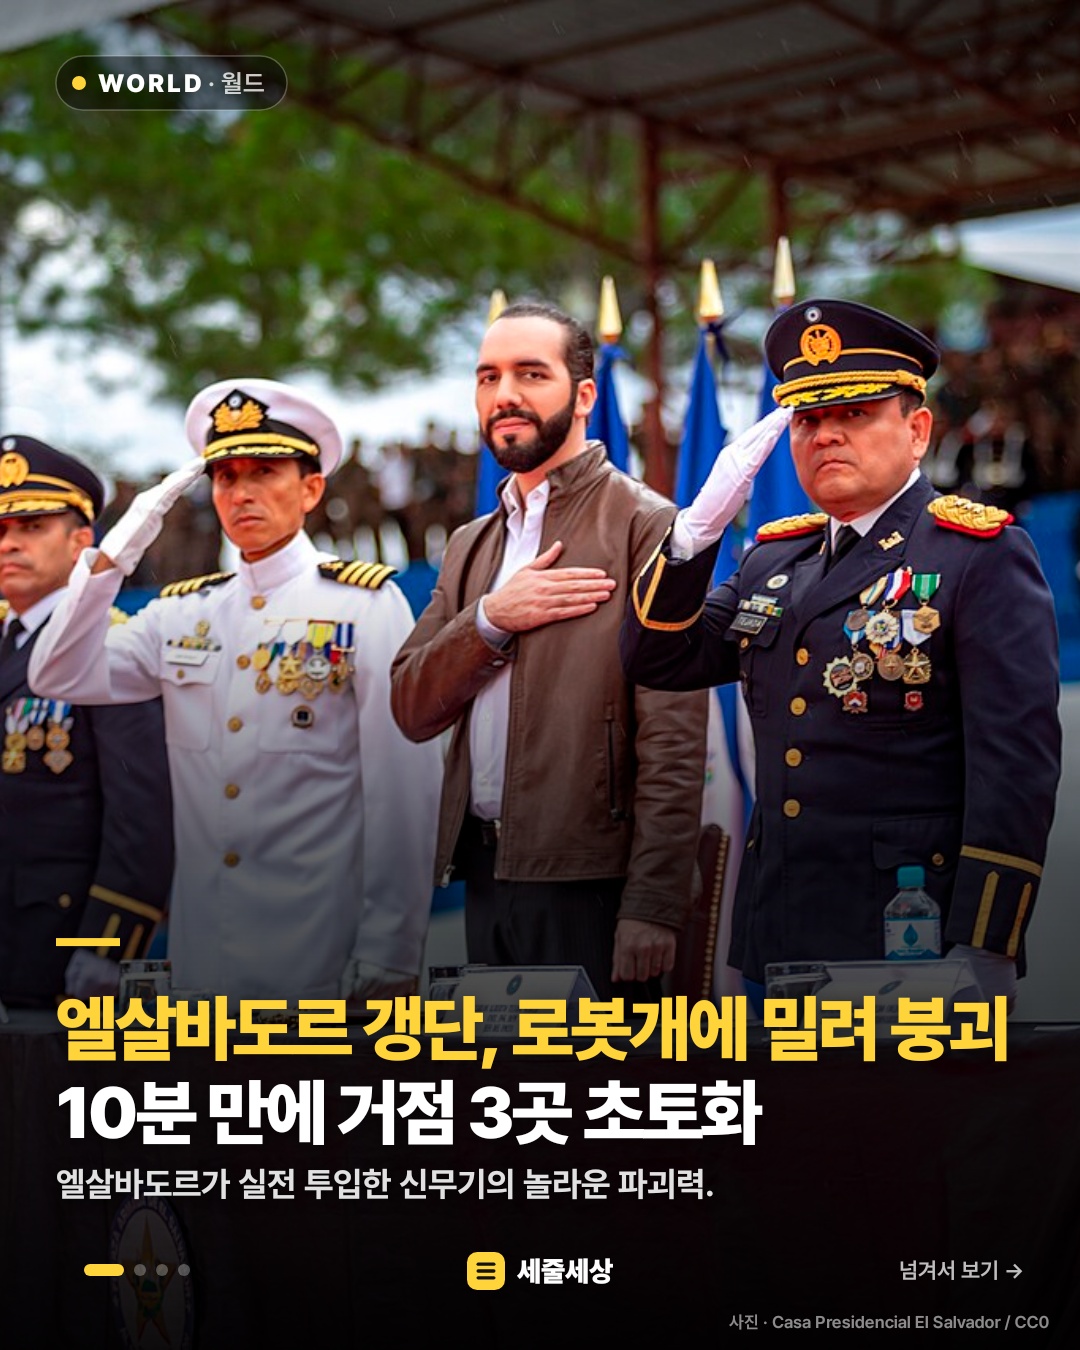 WORLD · 월드
엘살바도르 갱단, 로봇개에 밀려 붕괴
10분 만에 거점 3곳 초토화
엘살바도르가 실전 투입한 신무기의 놀라운 파괴력.
세줄세상
넘겨서 보기 →
사진 · Casa Presidencial El Salvador / CC0